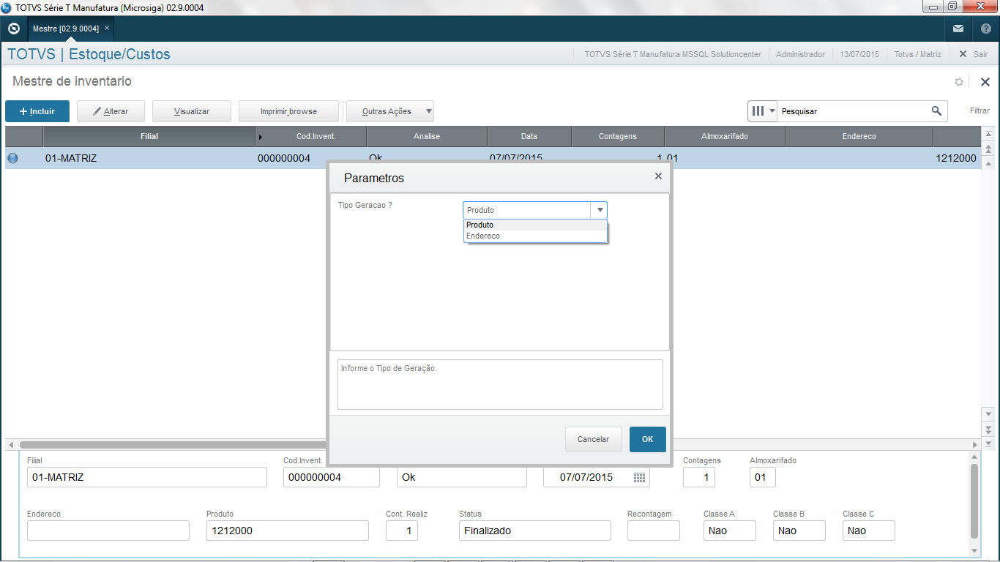 TOTVS Série T Manufatura (Microsiga) 02.9.0004
Mestre [02.9.0004]
TOTVS | Estoque/Custos
TOTVS Série T Manufatura MSSQL Solutioncenter Administrador 13/07/2015 Totvs / Matriz Sair
Mestre de inventario
Incluir Alterar Visualizar Imprimir browse Outras Ações Pesquisar Filtrar
Filial Cod.Invent. Analise Data Contagens Almoxarifado Endereco
01-MATRIZ 000000004 Ok 07/07/2015 1 01 1212000
Parametros
Tipo Geracao ? Produto
Produto
Endereco
Informe o Tipo de Geração.
Cancelar OK
Filial Cod.Invent. Contagens Almoxarifado
01-MATRIZ 000000004 Ok 07/07/2015 1 01
Endereco Produto Cont. Realiz Status Recontagem Classe A Classe B Classe C
1212000 1 Finalizado Nao Nao Nao